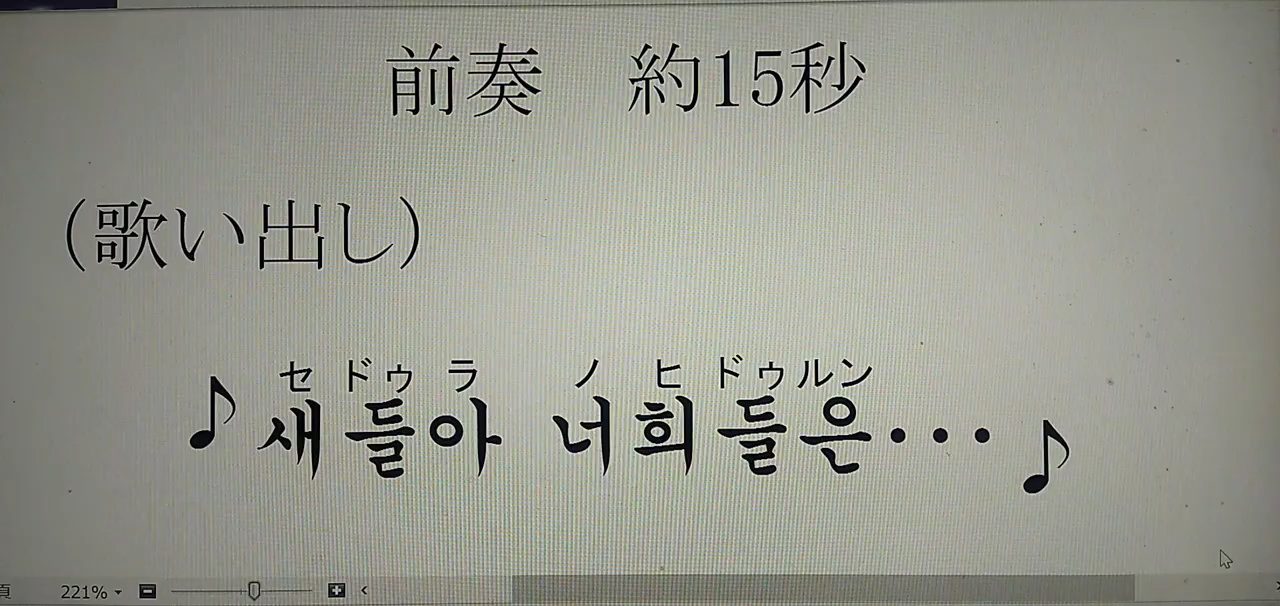 前奏　約15秒
(歌い出し)
セ ドゥ ラ ノ ヒ ドゥルン
♪새들아 너희들은･･･♪
頁 221%